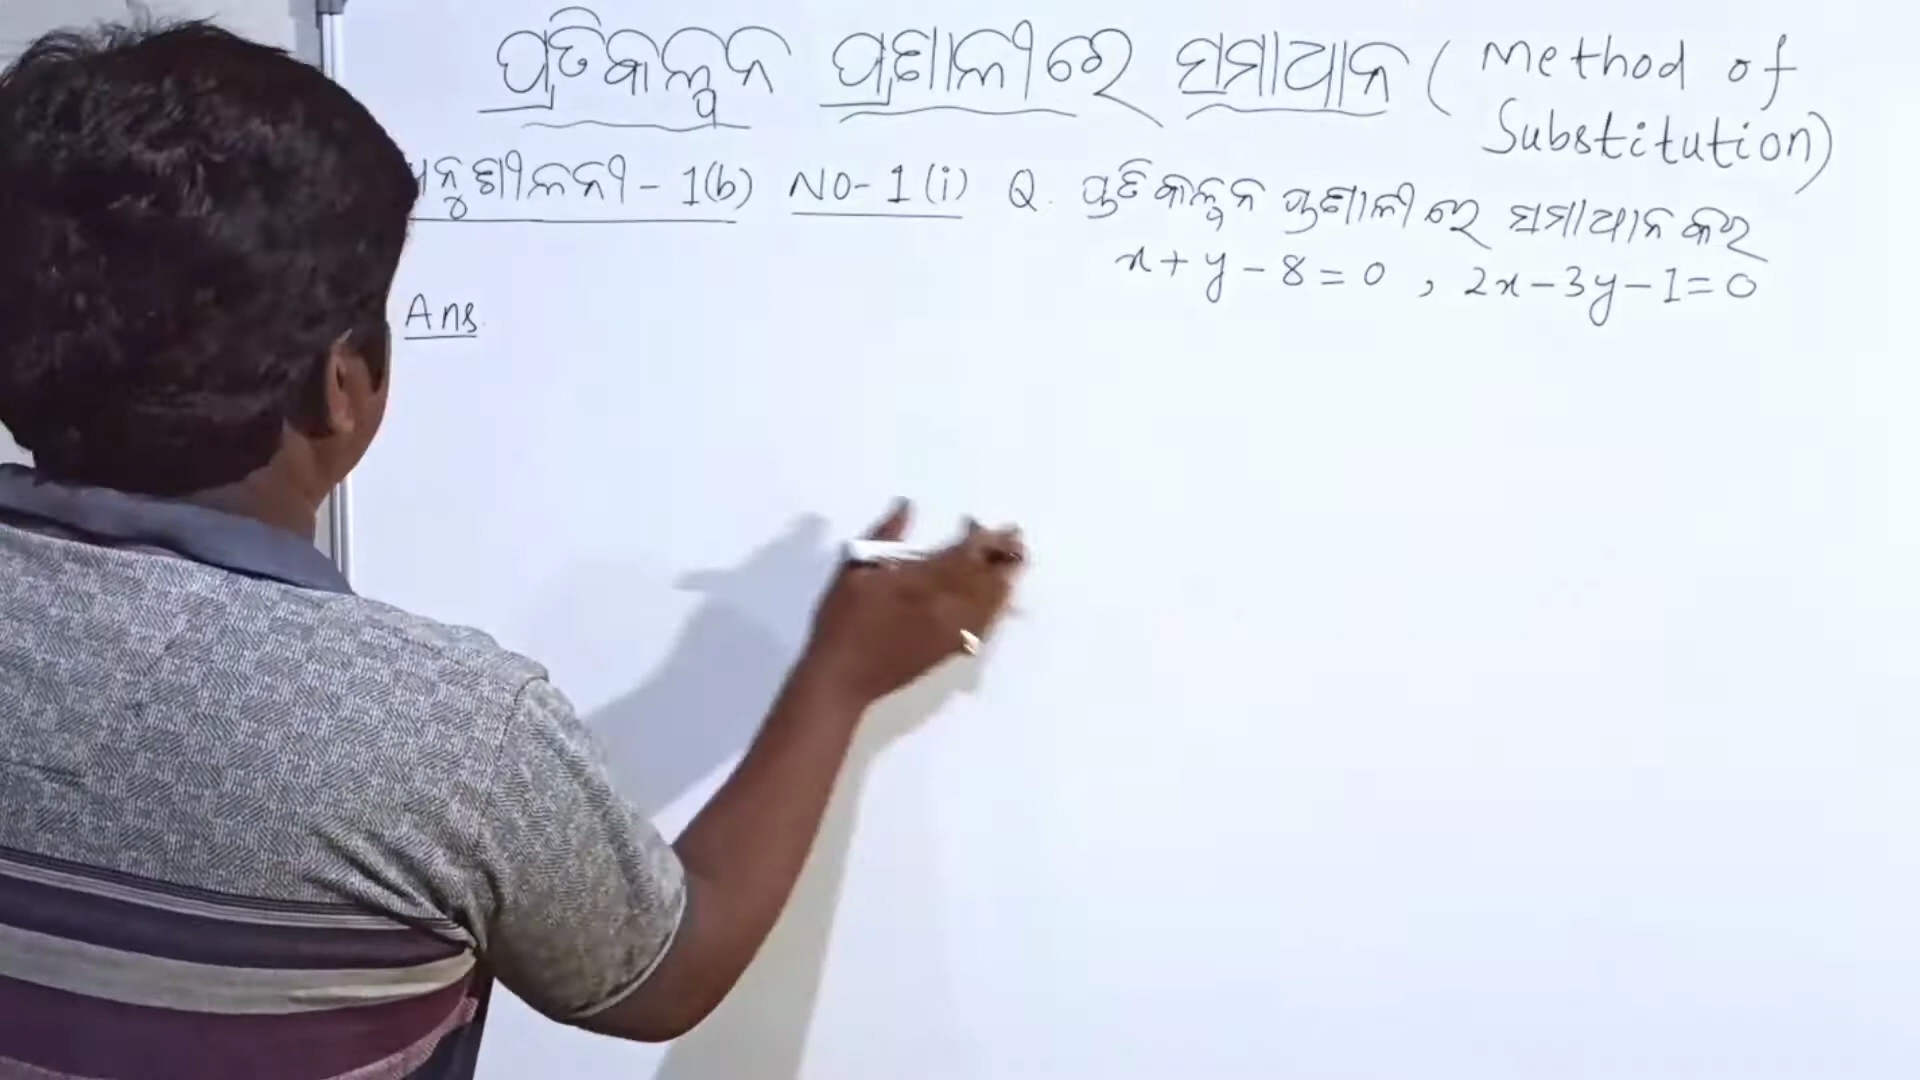 ପ୍ରତିକଳ୍ପନ ପ୍ରଣାଳୀରେ ସମାଧାନ ( Method of
Substitution)
ନୁଶୀଳନୀ - 1(b) NO- 1 (i) Q. ପ୍ରତିକଳ୍ପନ ପ୍ରଣାଳୀରେ ସମାଧାନ କର
x + y - 8 = 0 , 2x - 3y - 1 = 0
Ans.